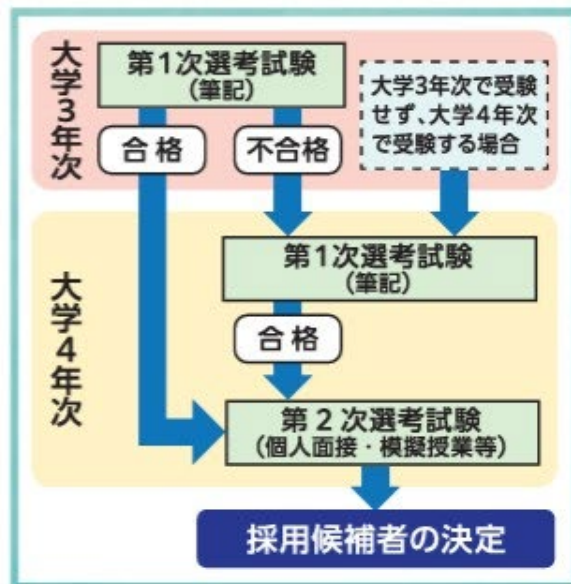 大学3年次
第1次選考試験
(筆記)
合格
不合格
大学3年次で受験
せず、大学4年次
で受験する場合
大学4年次
第1次選考試験
(筆記)
合格
第2次選考試験
(個人面接・模擬授業等)
採用候補者の決定